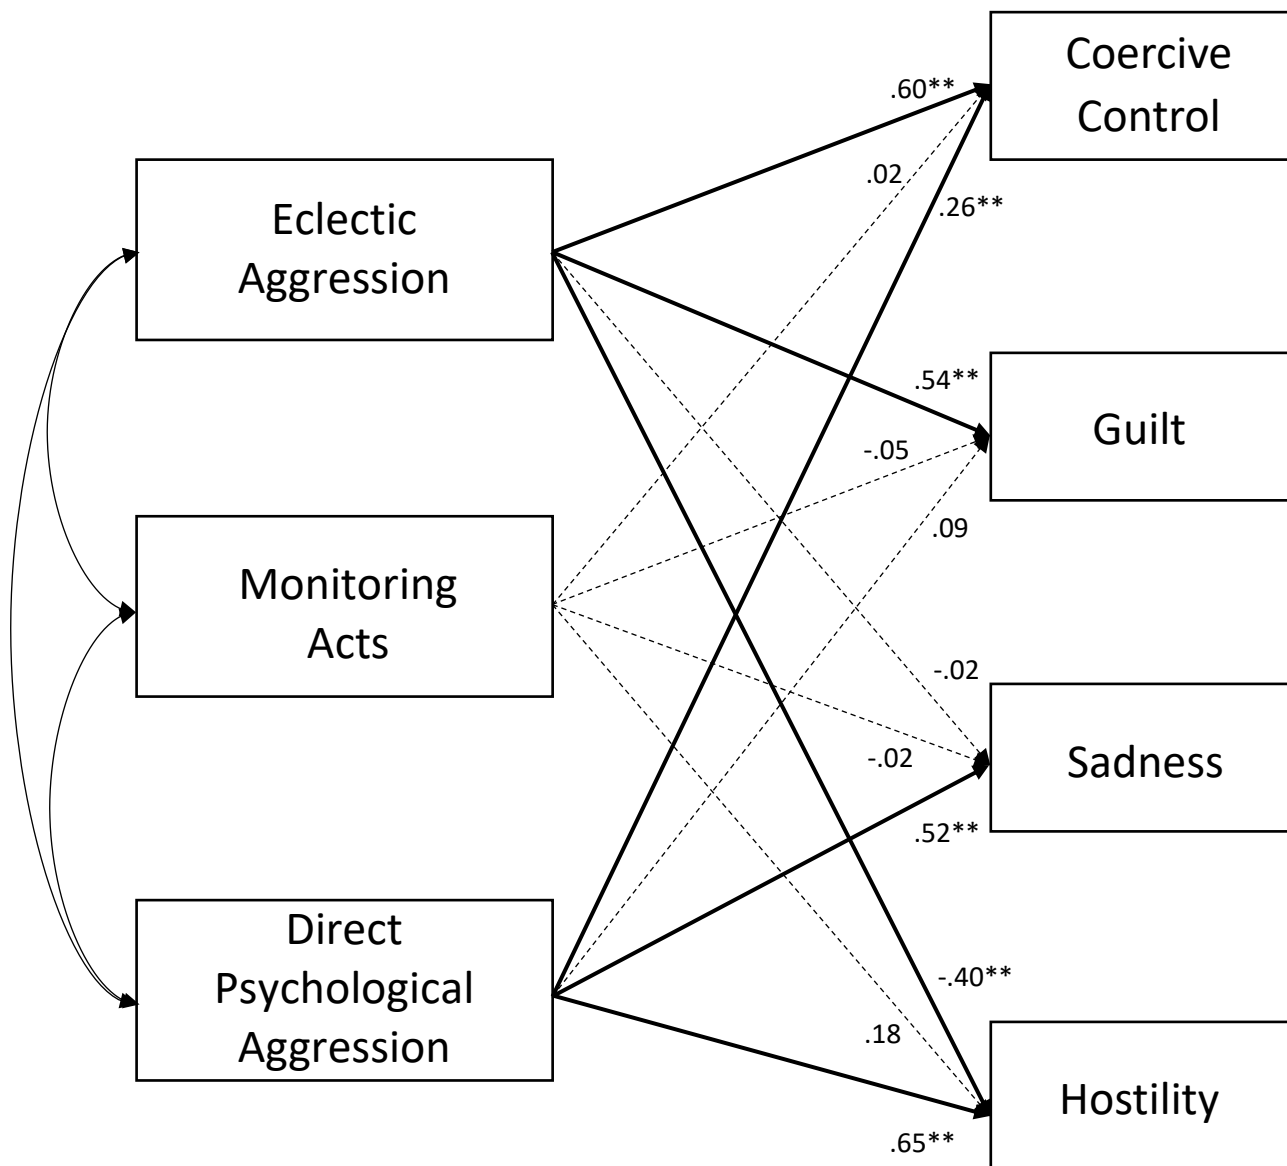 Coercive
Control
.60**
.02
.26**
Eclectic
Aggression
.54**
Guilt
-.05
.09
Monitoring
Acts
-.02
Sadness
-.02
.52**
Direct
Psychological
Aggression
-.40**
.18
Hostility
.65**